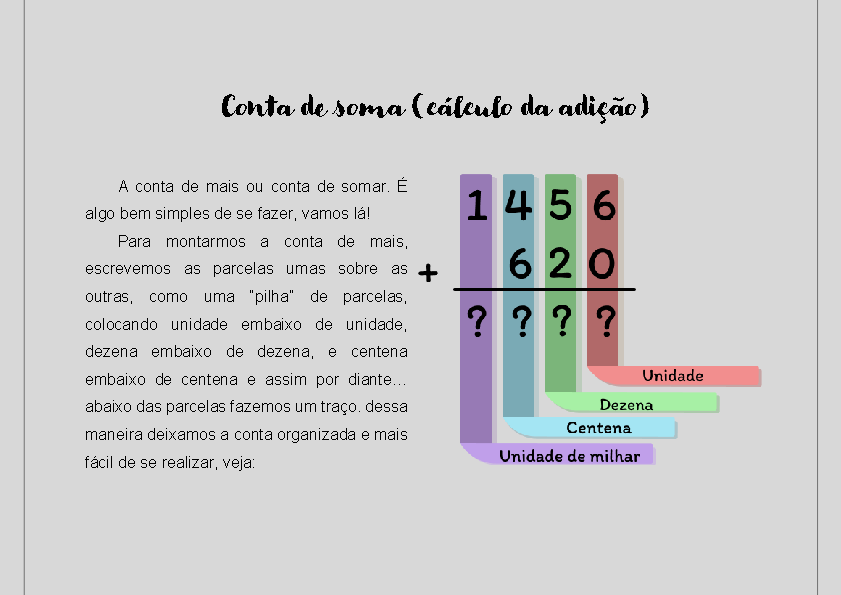 Conta de soma (cálculo da adição)
A conta de mais ou conta de somar. É
algo bem simples de se fazer, vamos lá!
Para montarmos a conta de mais,
escrevemos as parcelas umas sobre as
outras, como uma “pilha” de parcelas,
colocando unidade embaixo de unidade,
dezena embaixo de dezena, e centena
embaixo de centena e assim por diante…
abaixo das parcelas fazemos um traço. dessa
maneira deixamos a conta organizada e mais
fácil de se realizar, veja:
1 4 5 6
+ 6 2 0
? ? ? ?
Unidade
Dezena
Centena
Unidade de milhar